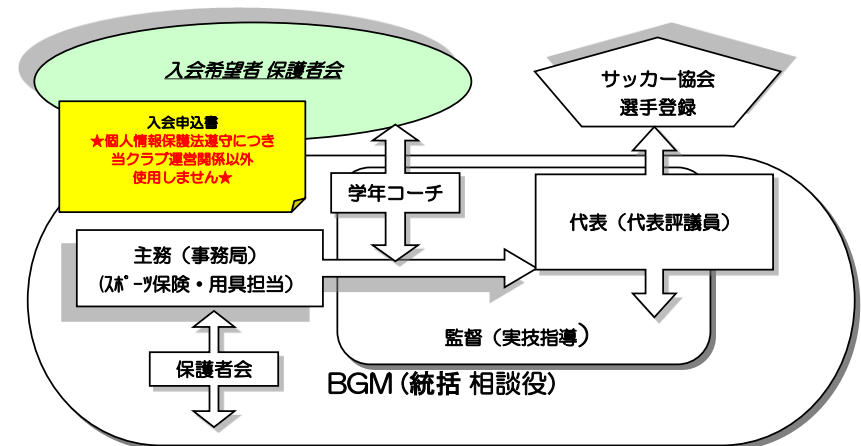 入会希望者 保護者会
サッカー協会
選手登録
入会申込書
★個人情報保護法遵守につき
当クラブ運営関係以外
使用しません★
学年コーチ
代表（代表評議員）
主務（事務局）
(ｽﾎﾟｰﾂ保険・用具担当）
監督（実技指導）
保護者会
BGM (統括 相談役)